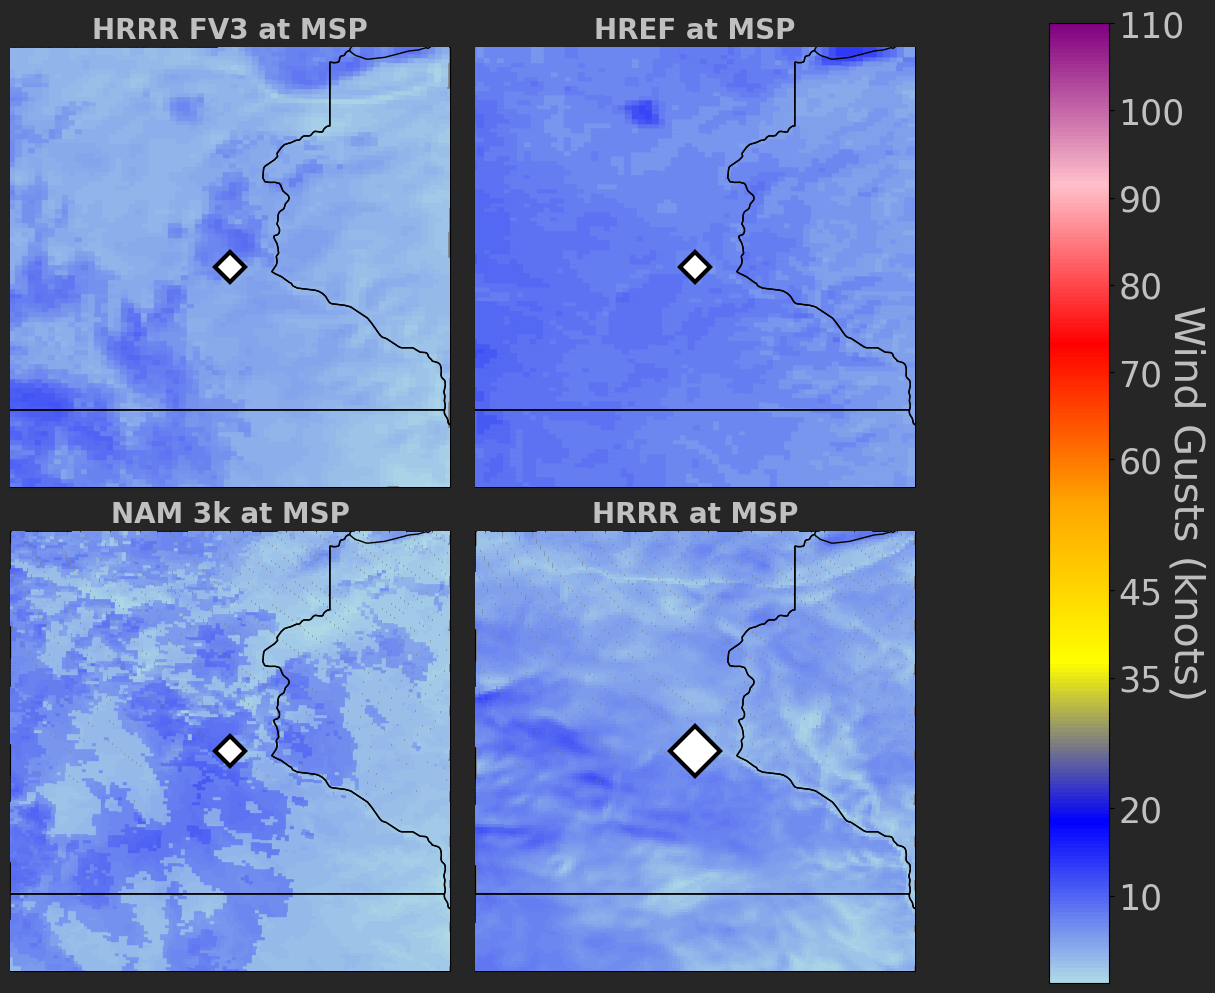 HRRR FV3 at MSP
HREF at MSP
NAM 3k at MSP
HRRR at MSP
110
100
90
80
70
60
45
35
20
10
Wind Gusts (knots)